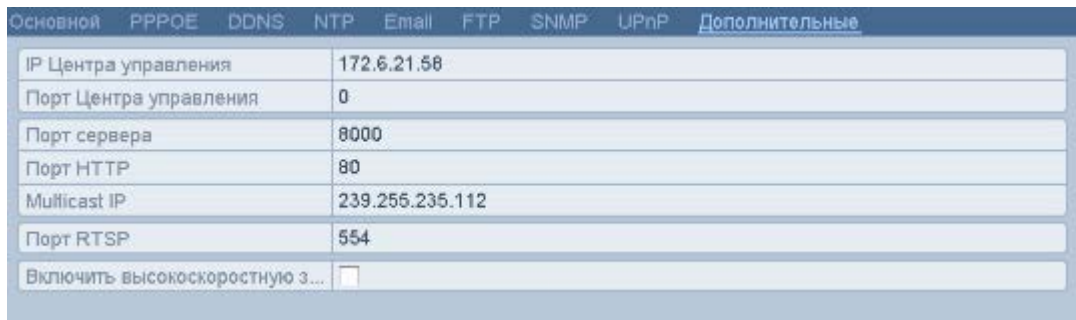 Основной PPPOE DDNS NTP Email FTP SNMP UPnP Дополнительные
IP Центра управления 172.6.21.58
Порт Центра управления 0
Порт сервера 8000
Порт HTTP 80
Multicast IP 239.255.235.112
Порт RTSP 554
Включить высокоскоростную з...